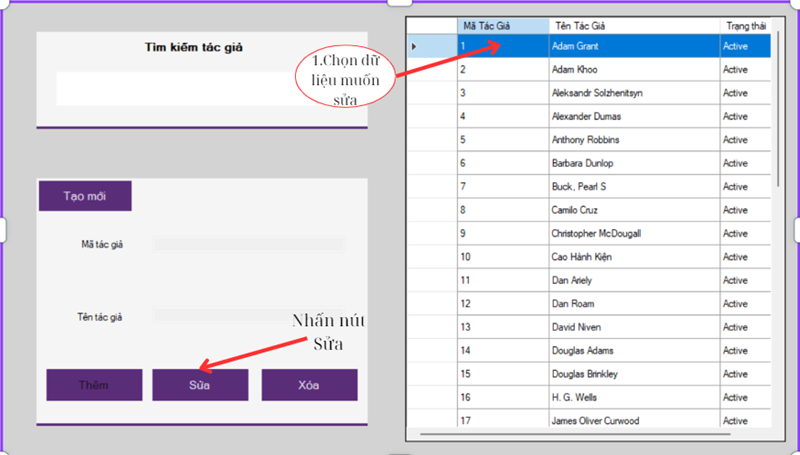 Tìm kiếm tác giả
1.Chọn dữ
liệu muốn
sửa
Tạo mới
Mã tác giả
Tên tác giả
Nhấn nút
Sửa
Thêm
Sửa
Xóa
Mã Tác Giả Tên Tác Giả Trạng thái
1 Adam Grant Active
2 Adam Khoo Active
3 Aleksandr Solzhenitsyn Active
4 Alexander Dumas Active
5 Anthony Robbins Active
6 Barbara Dunlop Active
7 Buck, Pearl S Active
8 Camilo Cruz Active
9 Christopher McDougall Active
10 Cao Hành Kiện Active
11 Dan Ariely Active
12 Dan Roam Active
13 David Niven Active
14 Douglas Adams Active
15 Douglas Brinkley Active
16 H. G. Wells Active
17 James Oliver Curwood Active